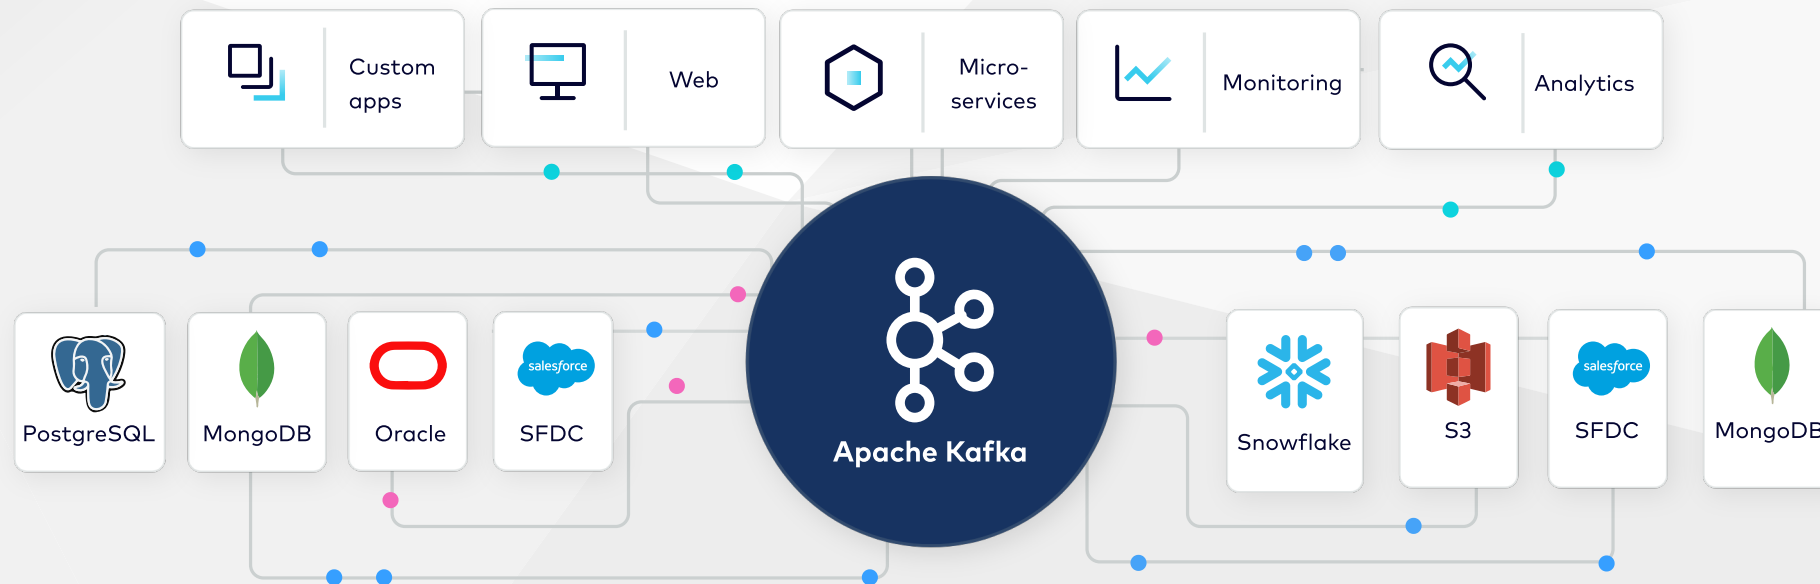 Custom
apps
Web
Micro-
services
Monitoring
Analytics
salesforce
PostgreSQL
MongoDB
Oracle
SFDC
Apache Kafka
salesforce
Snowflake
S3
SFDC
MongoDB